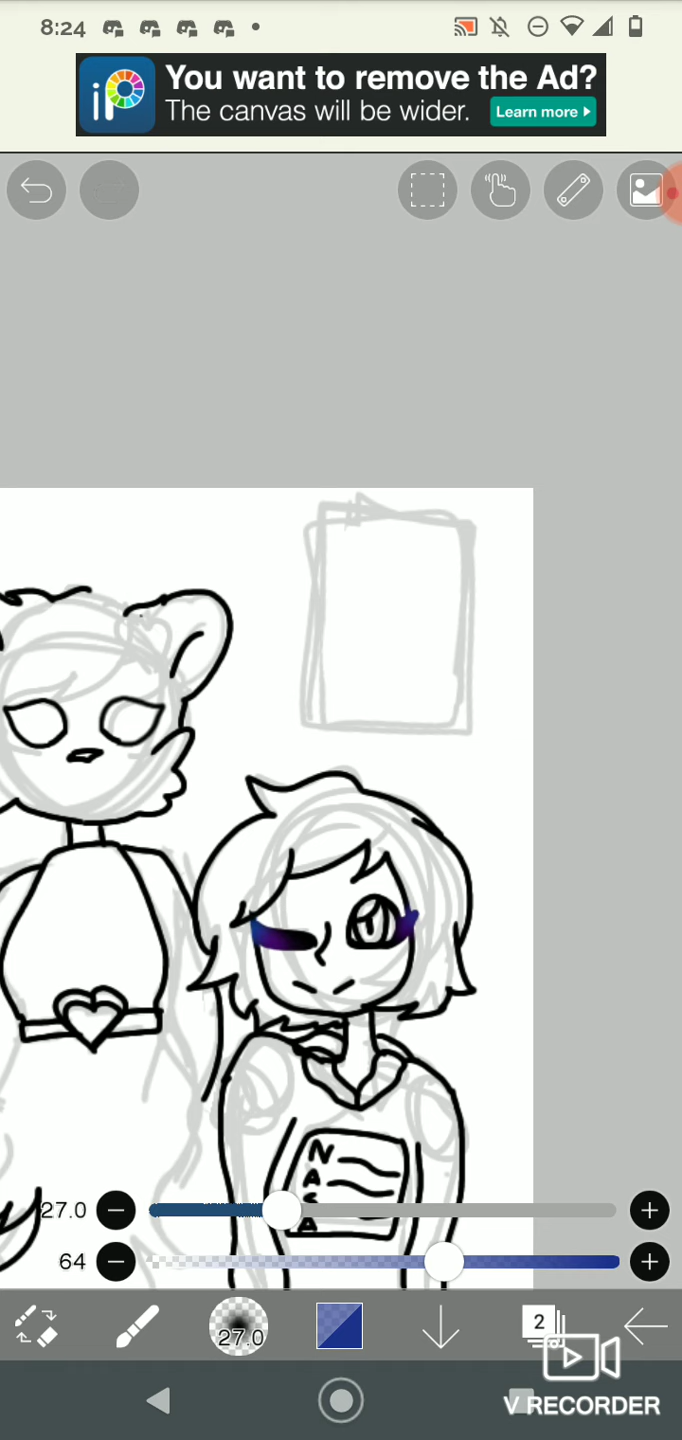 8:24
iP You want to remove the Ad?
The canvas will be wider. Learn more
N
A
S
A
27.0
64
27.0
2
V RECORDER